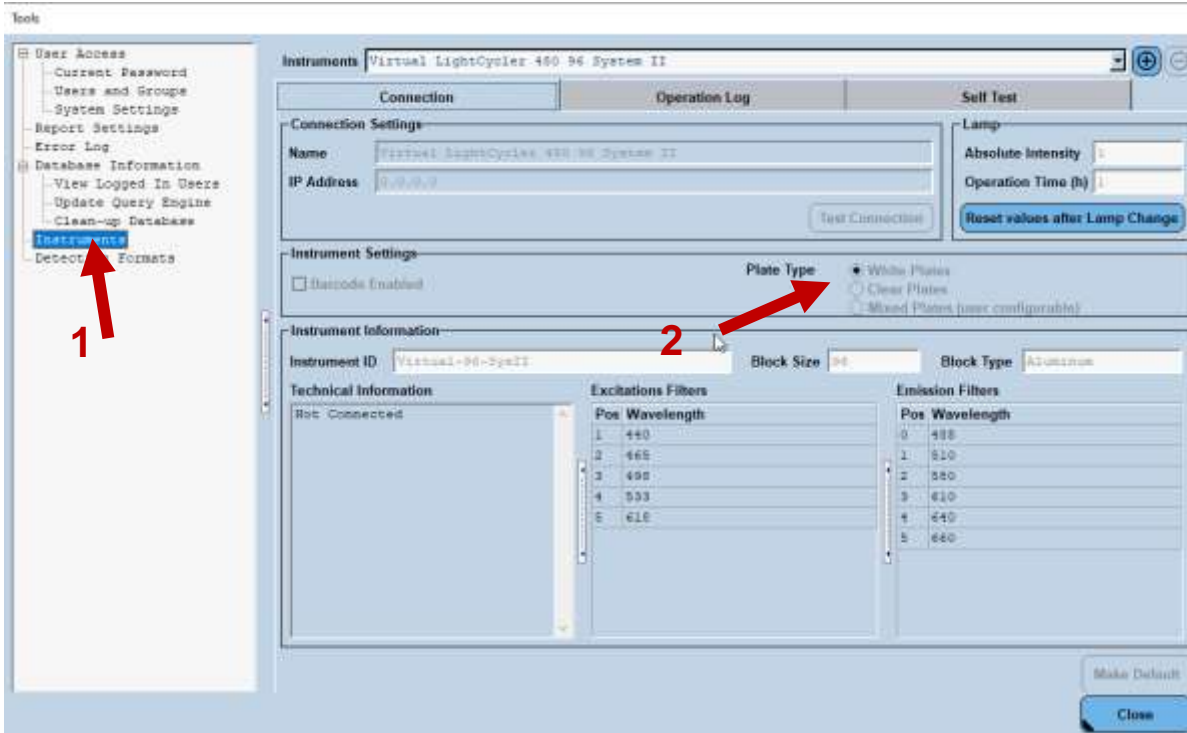 Tools
User Access
Current Password
Users and Groups
System Settings
Report Settings
Error Log
Database Information
View Logged In Users
Update Query Engine
Clean-up Database
Instruments
Detection Formats
1
Instruments Virtual LightCycler 480 96 System II
Connection Operation Log Self Test
Connection Settings
Name Virtual LightCycler 480 96 System II
IP Address 0.0.0.0
Test Connection
Lamp
Absolute Intensity 1
Operation Time (h) 1
Reset values after Lamp Change
Instrument Settings
Barcode Enabled
Plate Type White Plates
Clear Plates
Mixed Plates (user configurable)
2
Instrument Information
Instrument ID Virtual-96-SysII Block Size 96 Block Type Aluminum
Technical Information
Not Connected
Excitations Filters
Pos Wavelength
1 440
2 465
3 498
4 533
5 618
Emission Filters
Pos Wavelength
0 488
1 510
2 580
3 610
4 640
5 660
Make Default
Close